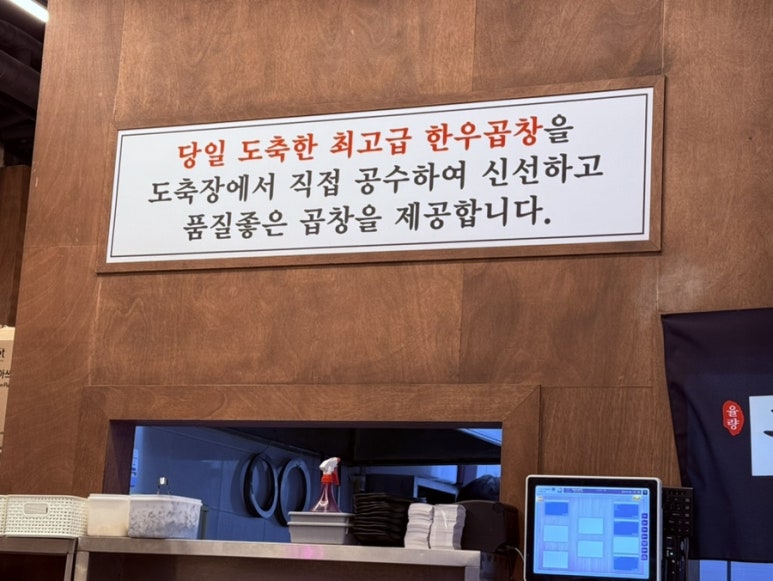 당일 도축한 최고급 한우곱창을
도축장에서 직접 공수하여 신선하고
품질좋은 곱창을 제공합니다.
율량